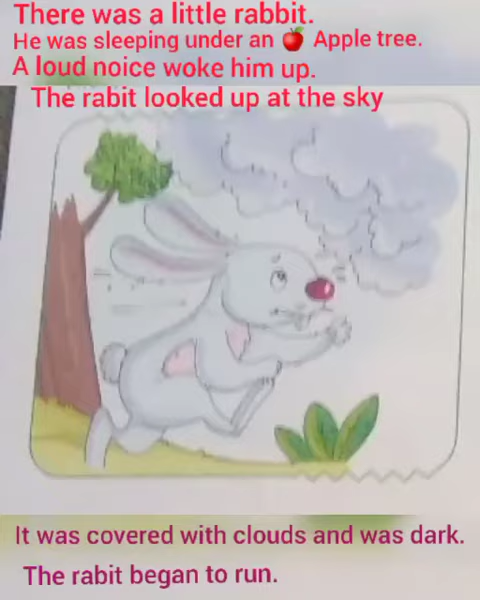 There was a little rabbit.
He was sleeping under an 🍎 Apple tree.
A loud noice woke him up.
The rabit looked up at the sky
It was covered with clouds and was dark.
The rabit began to run.